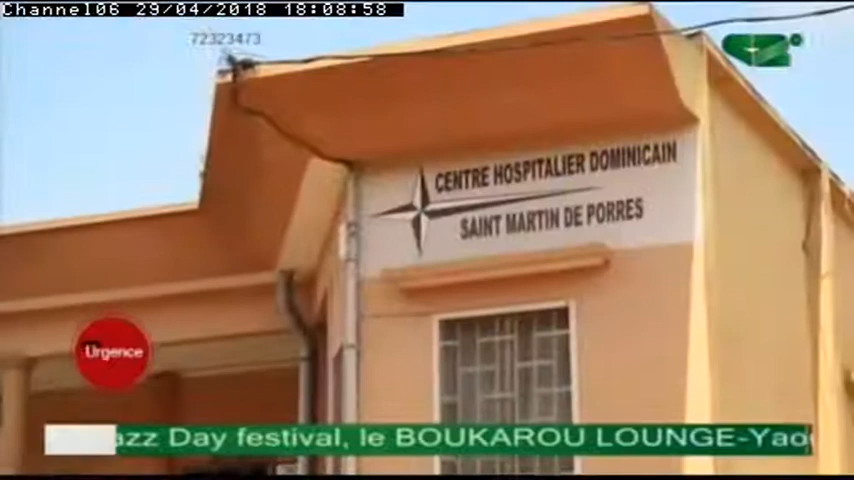 Channel06 29/04/2018 18:08:58
72323473
CENTRE HOSPITALIER DOMINICAIN
SAINT MARTIN DE PORRES
Urgence
azz Day festival, le BOUKAROU LOUNGE-Yaou